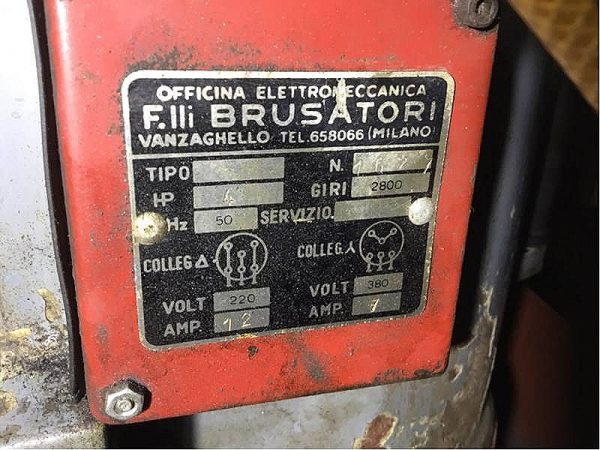 OFFICINA ELETTROMECCANICA
F.lli BRUSATORI
VANZAGHELLO TEL.658066 (MILANO)
TIPO N.
HP 4 GIRI 2800
Hz 50 SERVIZIO
COLLEG Δ COLLEG. 人
VOLT 220 VOLT 380
AMP. 12 AMP. 7